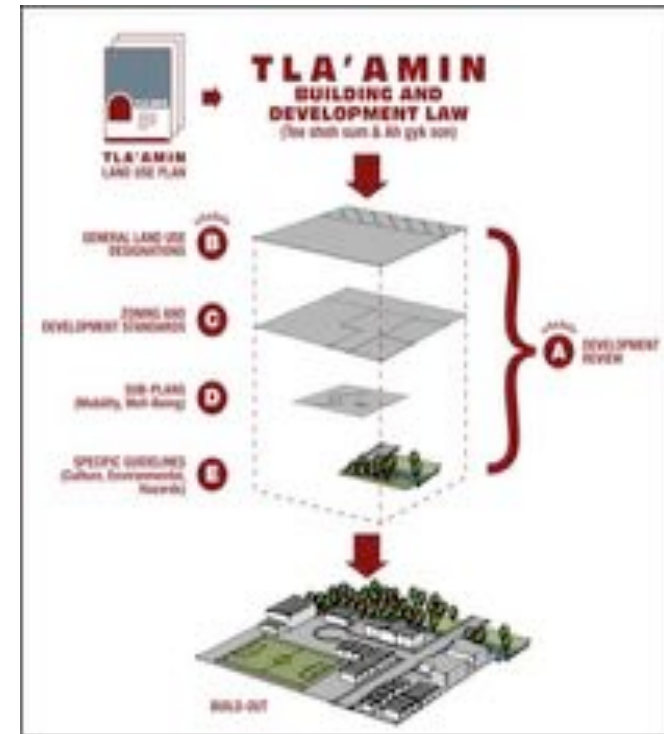 TLA'AMIN
BUILDING AND
DEVELOPMENT LAW
TLA'AMIN
LAND USE PLAN
GENERAL LAND USE
DESIGNATIONS
B
ZONING AND
DEVELOPMENT STANDARDS
C
SUB-PLANS
(Mobility, Well-Being)
D
SPECIFIC GUIDELINES
(Culture, Environmental,
Hazards)
E
A
DEVELOPMENT
REVIEW
BUILD-OUT